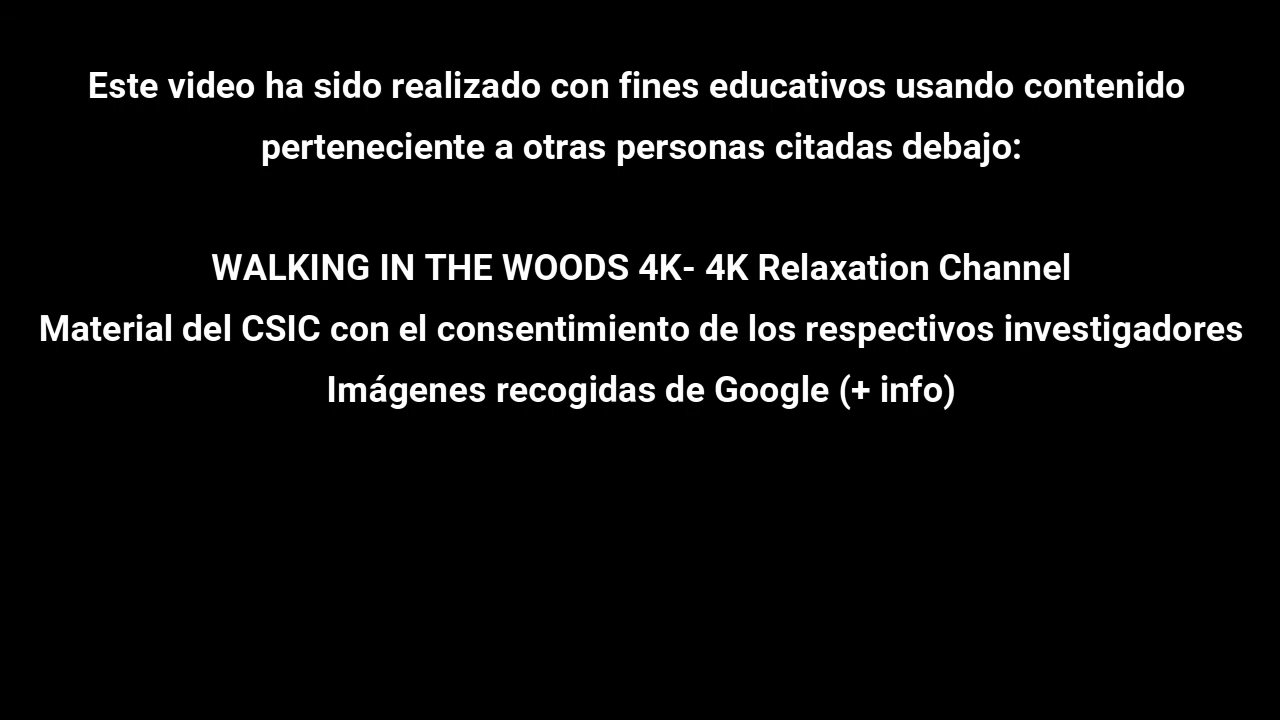 Este video ha sido realizado con fines educativos usando contenido
perteneciente a otras personas citadas debajo:
WALKING IN THE WOODS 4K- 4K Relaxation Channel
Material del CSIC con el consentimiento de los respectivos investigadores
Imágenes recogidas de Google (+ info)